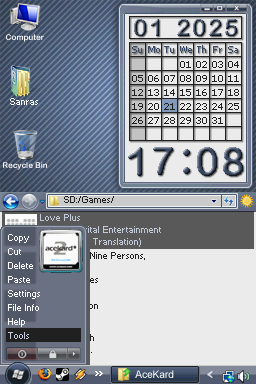 Computer
Sanras
Recycle Bin
01 2025
Su Mo Tu We Th Fr Sa
01 02 03 04
05 06 07 08 09 10 11
12 13 14 15 16 17 18
19 20 21 22 23 24 25
26 27 28 29 30 31
17:08
SD:/Games/
Love Plus
ital Entertainment
Translation)
Nine Persons,
es
on
Copy
Cut
Delete
Paste
Settings
File Info
Help
Tools
acekard
2
AceKard